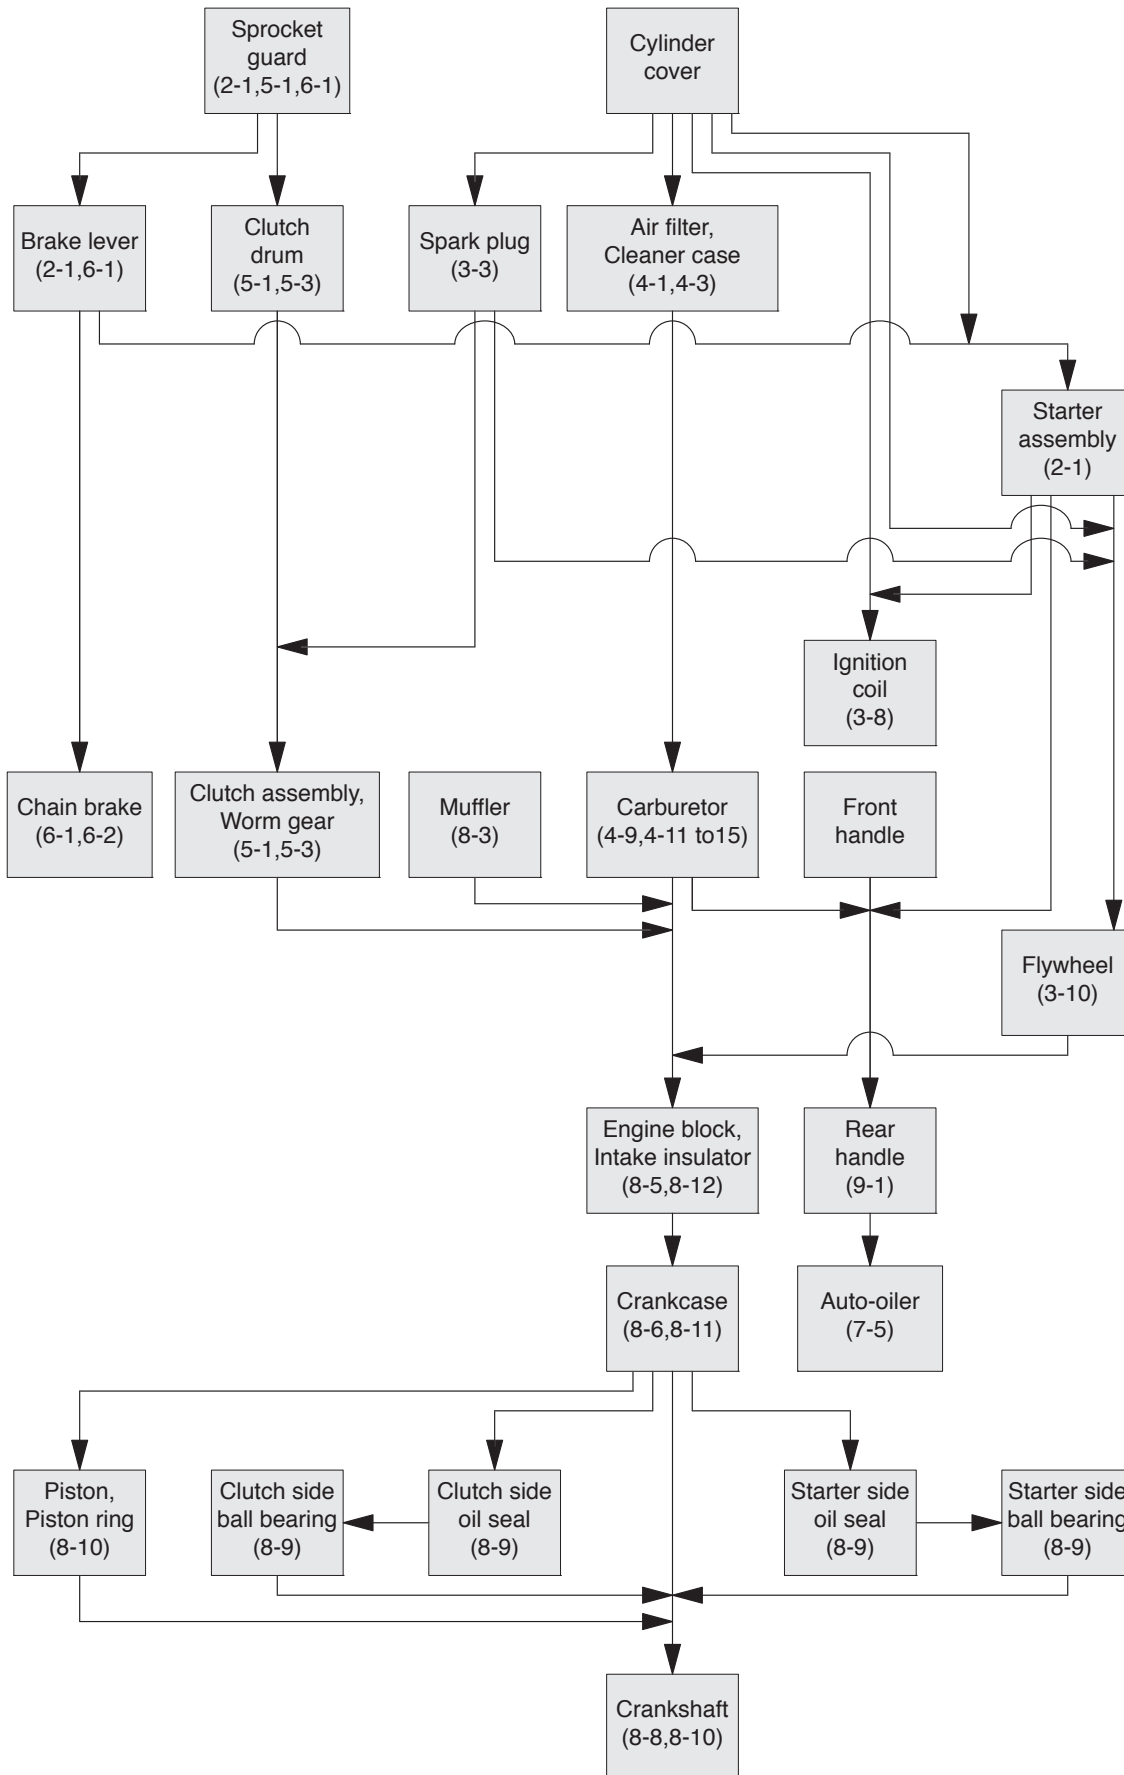 Sprocket
guard
(2-1,5-1,6-1)
Cylinder
cover
Brake lever
(2-1,6-1)
Clutch
drum
(5-1,5-3)
Spark plug
(3-3)
Air filter,
Cleaner case
(4-1,4-3)
Starter
assembly
(2-1)
Ignition
coil
(3-8)
Chain brake
(6-1,6-2)
Clutch assembly,
Worm gear
(5-1,5-3)
Muffler
(8-3)
Carburetor
(4-9,4-11 to15)
Front
handle
Flywheel
(3-10)
Engine block,
Intake insulator
(8-5,8-12)
Rear
handle
(9-1)
Crankcase
(8-6,8-11)
Auto-oiler
(7-5)
Piston,
Piston ring
(8-10)
Clutch side
ball bearing
(8-9)
Clutch side
oil seal
(8-9)
Starter side
oil seal
(8-9)
Starter side
ball bearing
(8-9)
Crankshaft
(8-8,8-10)